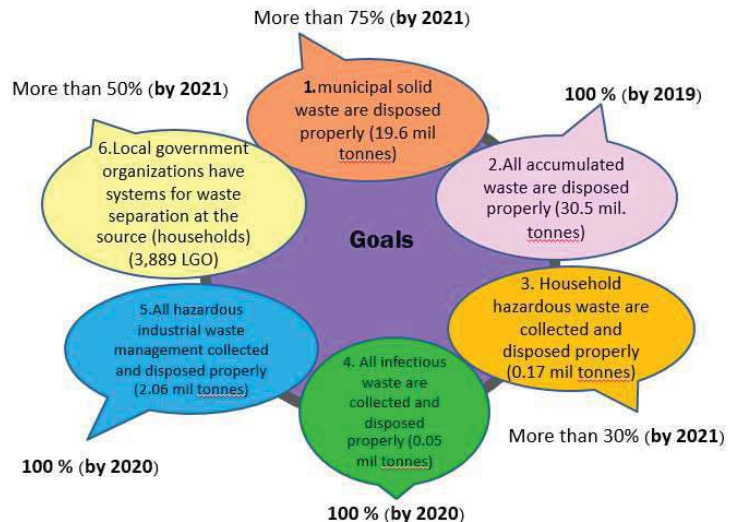 More than 75% (by 2021)
1.municipal solid
waste are disposed
properly (19.6 mil
tonnes)
100 % (by 2019)
2.All accumulated
waste are disposed
properly (30.5 mil.
tonnes)
3. Household
hazardous waste are
collected and
disposed properly
(0.17 mil tonnes)
More than 30% (by 2021)
4. All infectious
waste are
collected and
disposed
properly (0.05
mil tonnes)
100 % (by 2020)
5.All hazardous
industrial waste
management collected
and disposed properly
(2.06 mil tonnes)
100 % (by 2020)
More than 50% (by 2021)
6.Local government
organizations have
systems for waste
separation at the
source (households)
(3,889 LGO)
Goals